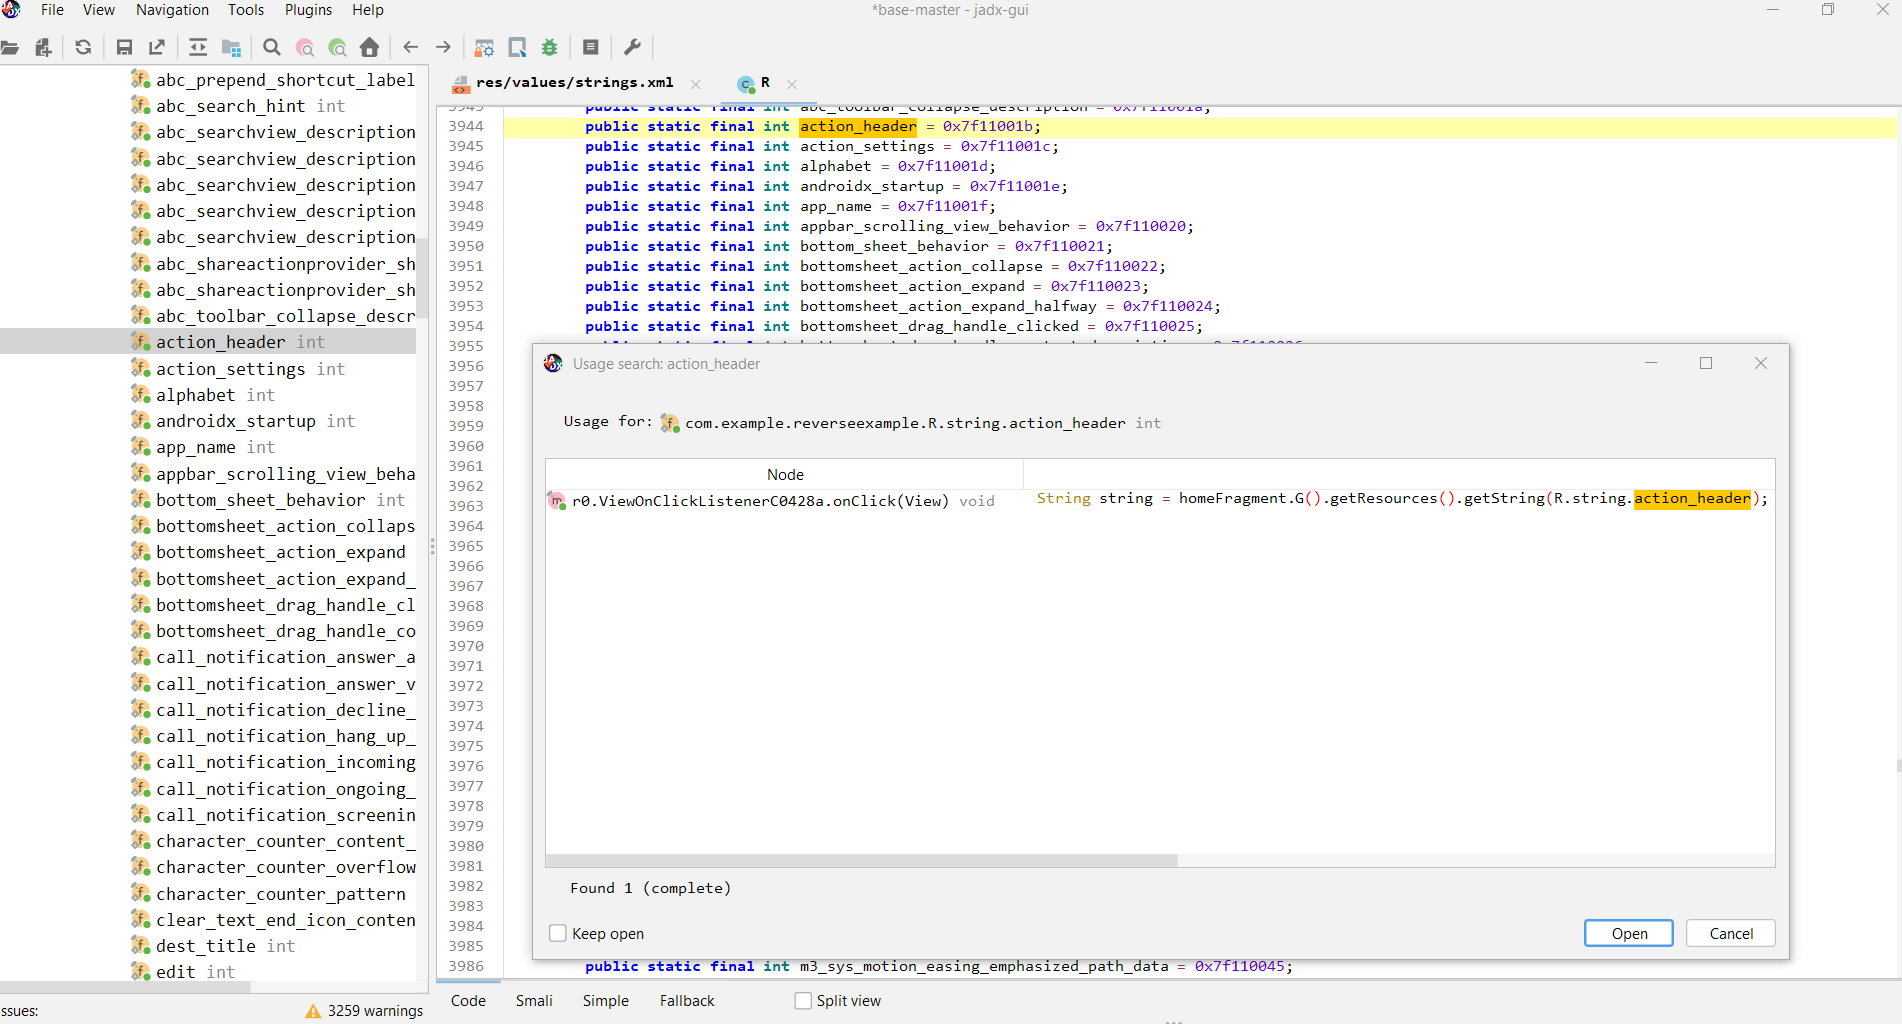 File View Navigation Tools Plugins Help
*base-master - jadx-gui
abc_prepend_shortcut_label
abc_search_hint int
abc_searchview_description
abc_searchview_description
abc_searchview_description
abc_searchview_description
abc_searchview_description
abc_shareactionprovider_sh
abc_shareactionprovider_sh
abc_toolbar_collapse_descr
action_header int
action_settings int
alphabet int
androidx_startup int
app_name int
appbar_scrolling_view_beha
bottom_sheet_behavior int
bottomsheet_action_collaps
bottomsheet_action_expand
bottomsheet_action_expand_
bottomsheet_drag_handle_cl
bottomsheet_drag_handle_co
call_notification_answer_a
call_notification_answer_v
call_notification_decline_
call_notification_hang_up_
call_notification_incoming
call_notification_ongoing_
call_notification_screenin
character_counter_content_
character_counter_overflow
character_counter_pattern
clear_text_end_icon_conten
dest_title int
edit int
ssues:
3259 warnings
res/values/strings.xml
R
3943 public static final int abc_toolbar_collapse_description = 0x7f11001a;
3944 public static final int action_header = 0x7f11001b;
3945 public static final int action_settings = 0x7f11001c;
3946 public static final int alphabet = 0x7f11001d;
3947 public static final int androidx_startup = 0x7f11001e;
3948 public static final int app_name = 0x7f11001f;
3949 public static final int appbar_scrolling_view_behavior = 0x7f110020;
3950 public static final int bottom_sheet_behavior = 0x7f110021;
3951 public static final int bottomsheet_action_collapse = 0x7f110022;
3952 public static final int bottomsheet_action_expand = 0x7f110023;
3953 public static final int bottomsheet_action_expand_halfway = 0x7f110024;
3954 public static final int bottomsheet_drag_handle_clicked = 0x7f110025;
3955
3956
3957
3958
3959
3960
3961
3962
3963
3964
3965
3966
3967
3968
3969
3970
3971
3972
3973
3974
3975
3976
3977
3978
3979
3980
3981
3982
3983
3984
3985
3986 public static final int m3_sys_motion_easing_emphasized_path_data = 0x7f110045;
Usage search: action_header
Usage for: com.example.reverseexample.R.string.action_header int
Node
r0.ViewOnClickListenerC0428a.onClick(View) void
String string = homeFragment.G().getResources().getString(R.string.action_header);
Found 1 (complete)
Keep open
Open
Cancel
Code Smali Simple Fallback Split view